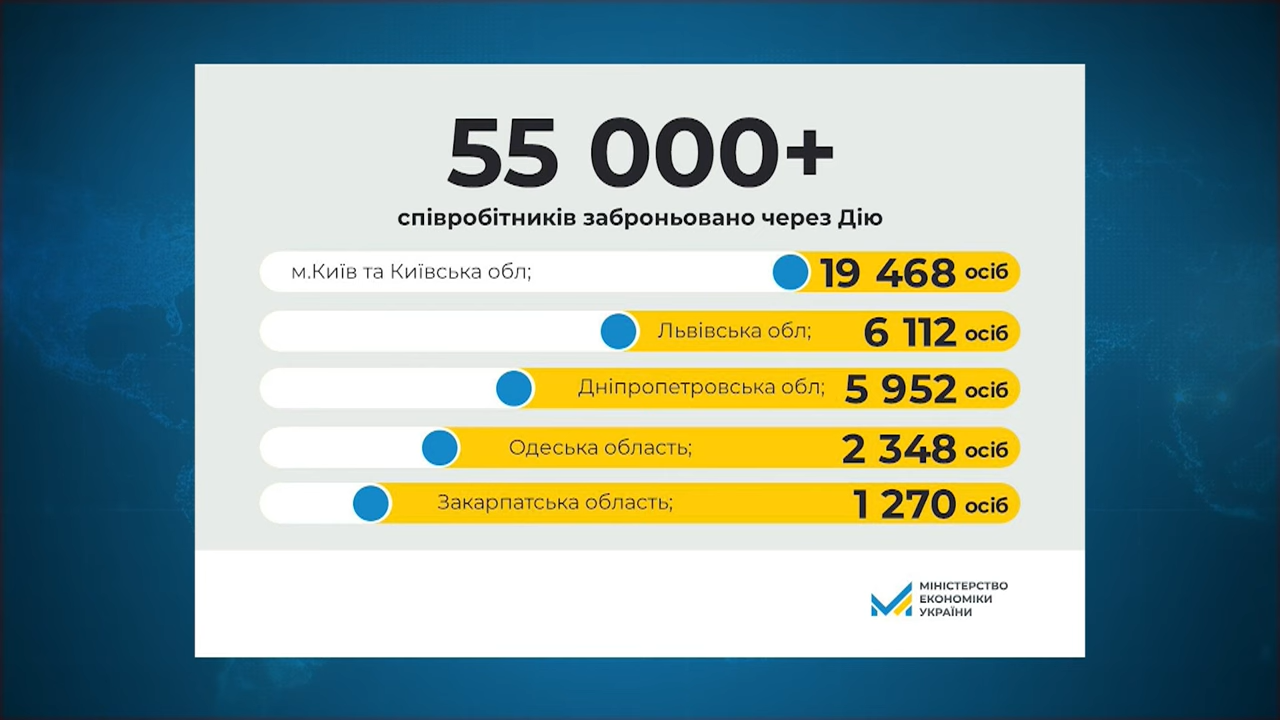 55 000+
співробітників заброньовано через Дію
м.Київ та Київська обл; 19 468 осіб
Львівська обл; 6 112 осіб
Дніпропетровська обл; 5 952 осіб
Одеська область; 2 348 осіб
Закарпатська область; 1 270 осіб
МІНІСТЕРСТВО
ЕКОНОМІКИ
УКРАЇНИ